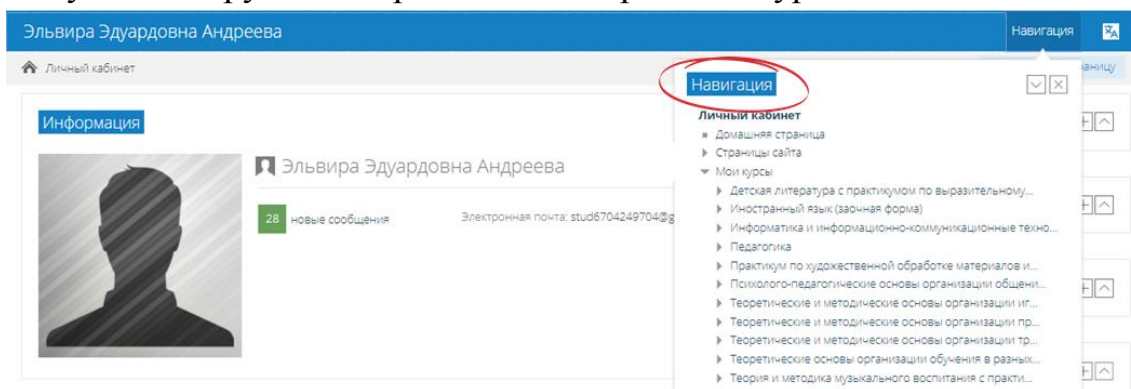 Эльвира Эдуардовна Андреева
Навигация
Личный кабинет
аницу
Информация
Эльвира Эдуардовна Андреева
28 новые сообщения
Электронная почта: stud6704249704@g
Навигация
Личный кабинет
Домашняя страница
Страницы сайта
Мои курсы
Детская литература с практикумом по выразительному...
Иностранный язык (заочная форма)
Информатика и информационно-коммуникационные техно...
Педагогика
Практикум по художественной обработке материалов и...
Психолого-педагогические основы организации общени...
Теоретические и методические основы организации иг...
Теоретические и методические основы организации пр...
Теоретические и методические основы организации тр...
Теоретические основы организации обучения в разных...
Теория и методика музыкального воспитания с практи...